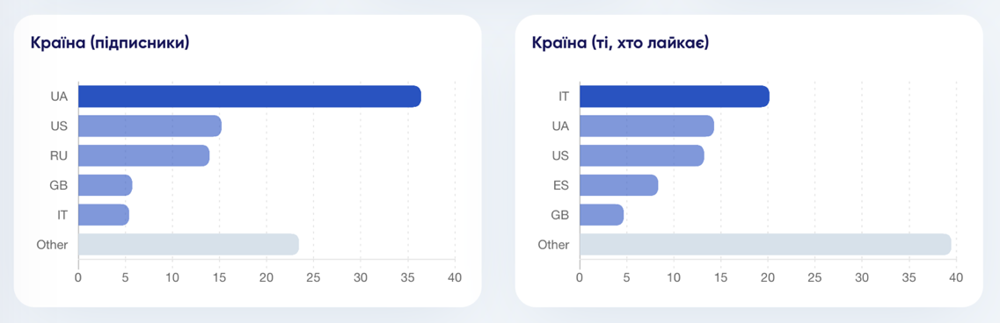 Країна (підписники)
UA
US
RU
GB
IT
Other
0 5 10 15 20 25 30 35 40
Країна (ті, хто лайкає)
IT
UA
US
ES
GB
Other
0 5 10 15 20 25 30 35 40